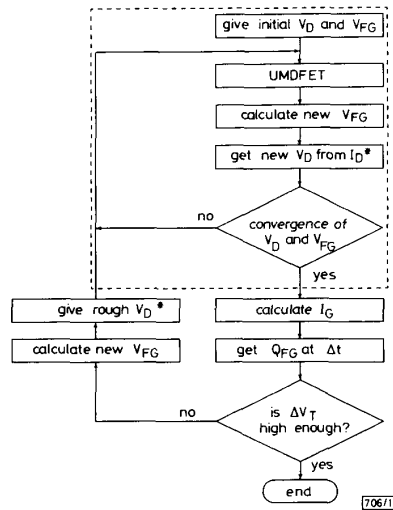 give initial V_D and V_FG
UMDFET
calculate new V_FG
get new V_D from I_D*
no
convergence of
V_D and V_FG
yes
give rough V_D*
calculate I_G
calculate new V_FG
get Q_FG at Δt
no
is ΔV_T
high enough?
yes
end
706/1